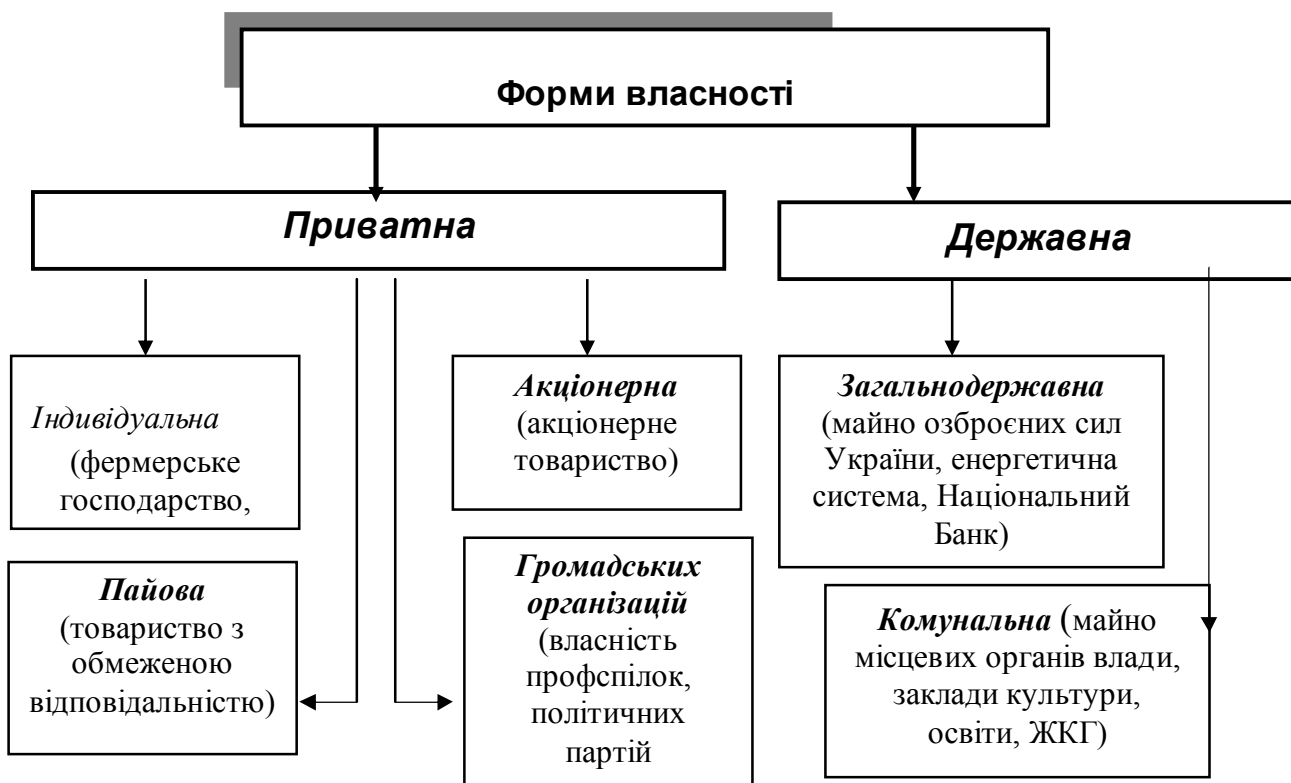 Форми власності
Приватна
Державна
Індивідуальна
(фермерське
господарство,
Акціонерна
(акціонерне
товариство)
Загальнодержавна
(майно озброєних сил
України, енергетична
система, Національний
Банк)
Пайова
(товариство з
обмеженою
відповідальністю)
Громадських
організацій
(власність
профспілок,
політичних
партій
Комунальна (майно
місцевих органів влади,
заклади культури,
освіти, ЖКГ)